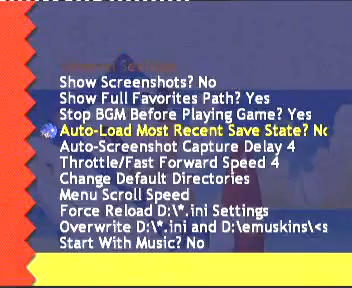 General Settings
Show Screenshots? No
Show Full Favorites Path? Yes
Stop BGM Before Playing Game? Yes
Auto-Load Most Recent Save State? No
Auto-Screenshot Capture Delay 4
Throttle/Fast Forward Speed 4
Change Default Directories
Menu Scroll Speed
Force Reload D:\*.ini Settings
Overwrite D:\*.ini and D:\emuskins\<s
Start With Music? No